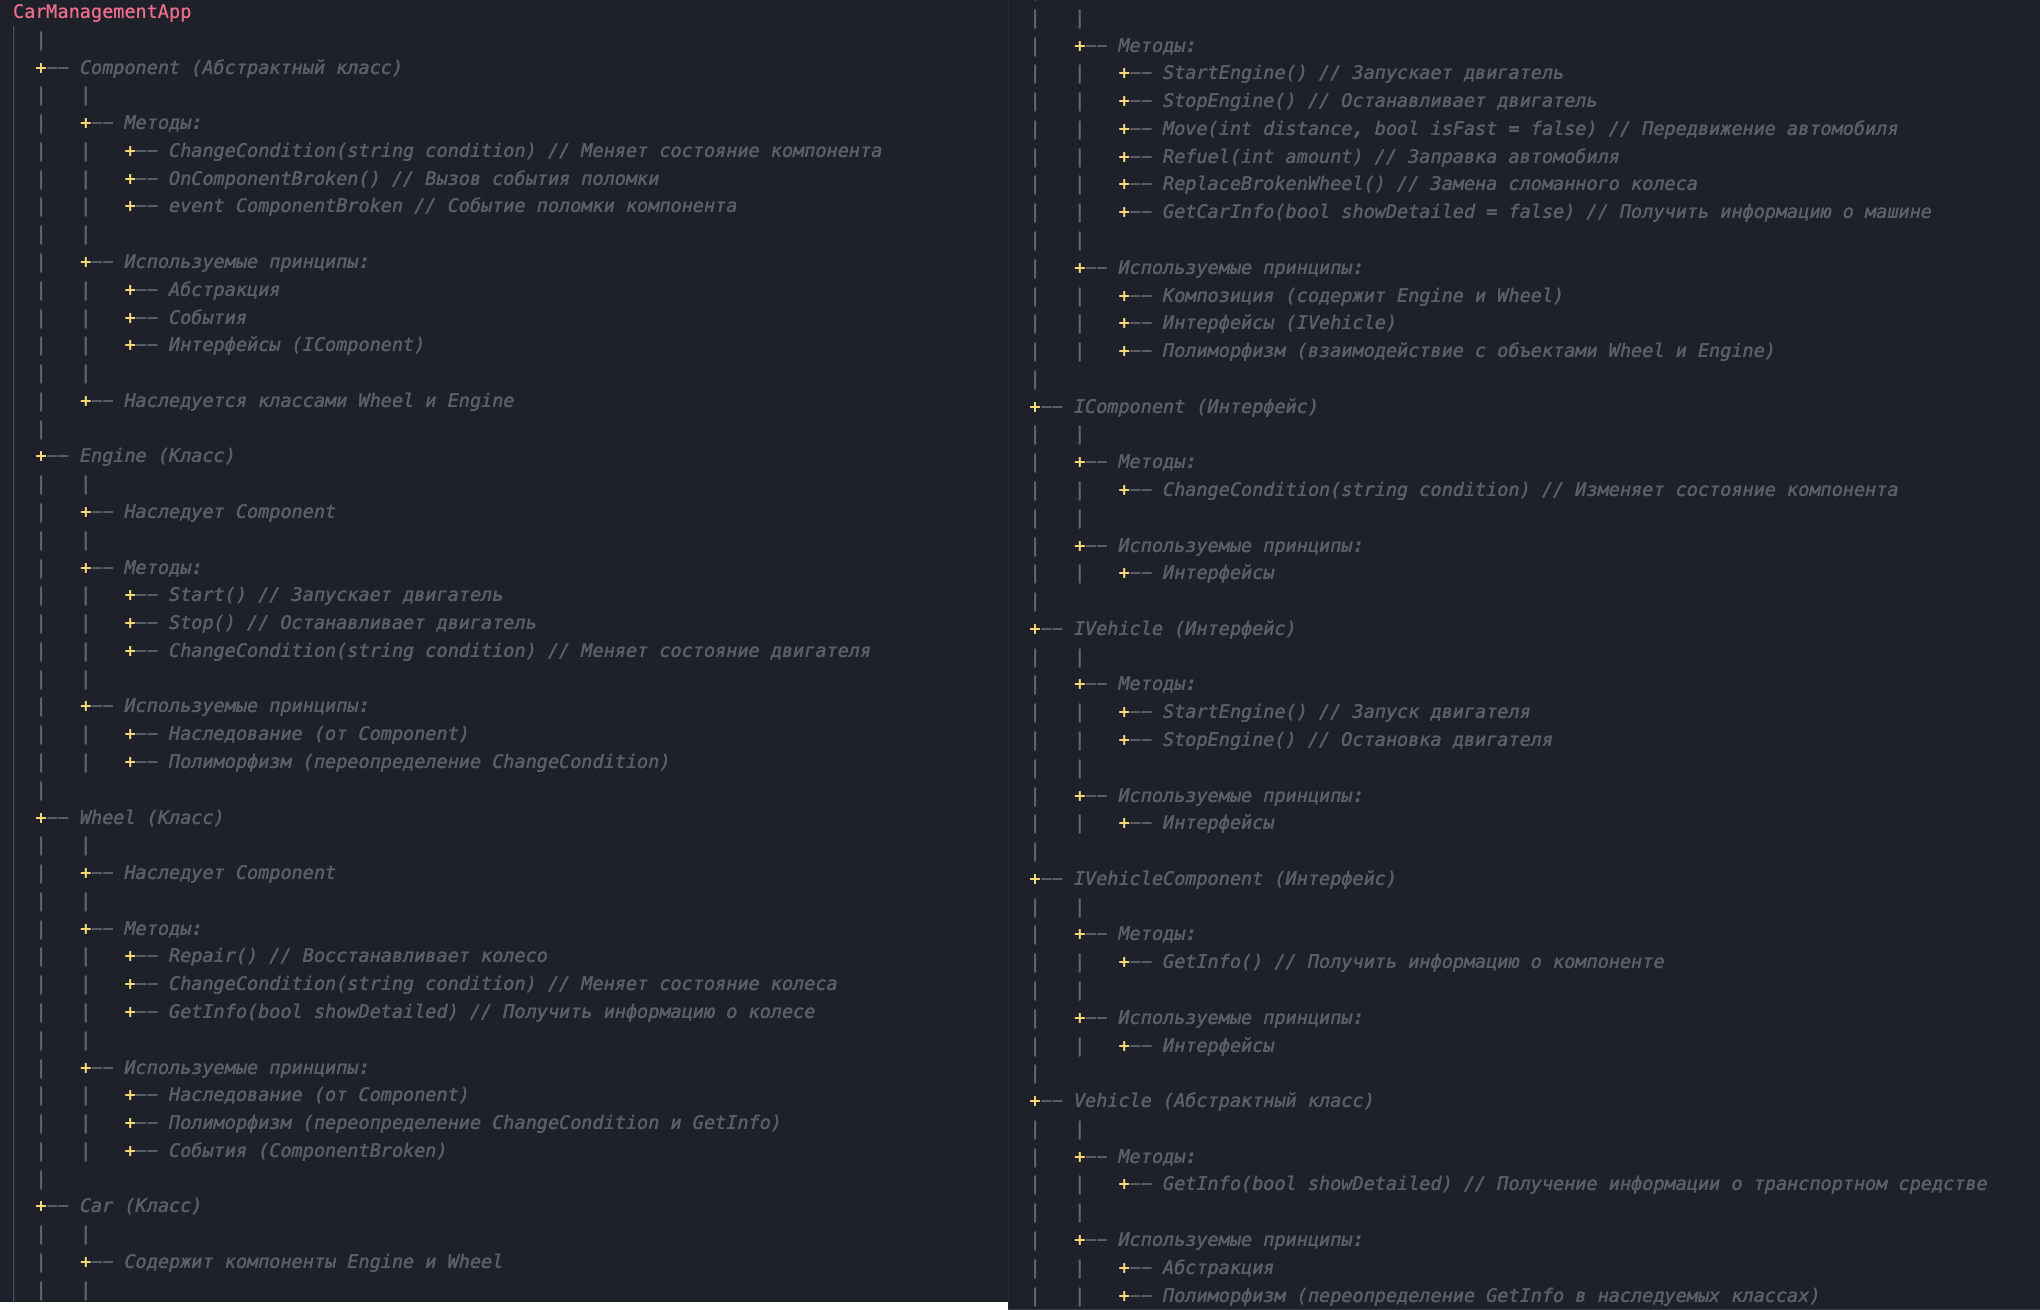 CarManagementApp
|
+—— Component (Абстрактный класс)
|   |
|   +—— Методы:
|   |   +—— ChangeCondition(string condition) // Меняет состояние компонента
|   |   +—— OnComponentBroken() // Вызов события поломки
|   |   +—— event ComponentBroken // Событие поломки компонента
|   |
|   +—— Используемые принципы:
|   |   +—— Абстракция
|   |   +—— События
|   |   +—— Интерфейсы (IComponent)
|   |
|   +—— Наследуется классами Wheel и Engine
|
+—— Engine (Класс)
|   |
|   +—— Наследует Component
|   |
|   +—— Методы:
|   |   +—— Start() // Запускает двигатель
|   |   +—— Stop() // Останавливает двигатель
|   |   +—— ChangeCondition(string condition) // Меняет состояние двигателя
|   |
|   +—— Используемые принципы:
|   |   +—— Наследование (от Component)
|   |   +—— Полиморфизм (переопределение ChangeCondition)
|
+—— Wheel (Класс)
|   |
|   +—— Наследует Component
|   |
|   +—— Методы:
|   |   +—— Repair() // Восстанавливает колесо
|   |   +—— ChangeCondition(string condition) // Меняет состояние колеса
|   |   +—— GetInfo(bool showDetailed) // Получить информацию о колесе
|   |
|   +—— Используемые принципы:
|   |   +—— Наследование (от Component)
|   |   +—— Полиморфизм (переопределение ChangeCondition и GetInfo)
|   |   +—— События (ComponentBroken)
|
+—— Car (Класс)
|   |
|   +—— Содержит компоненты Engine и Wheel
|   |
|   |
|   +—— Методы:
|   |   +—— StartEngine() // Запускает двигатель
|   |   +—— StopEngine() // Останавливает двигатель
|   |   +—— Move(int distance, bool isFast = false) // Передвижение автомобиля
|   |   +—— Refuel(int amount) // Заправка автомобиля
|   |   +—— ReplaceBrokenWheel() // Замена сломанного колеса
|   |   +—— GetCarInfo(bool showDetailed = false) // Получить информацию о машине
|   |
|   +—— Используемые принципы:
|   |   +—— Композиция (содержит Engine и Wheel)
|   |   +—— Интерфейсы (IVehicle)
|   |   +—— Полиморфизм (взаимодействие с объектами Wheel и Engine)
|
+—— IComponent (Интерфейс)
|   |
|   +—— Методы:
|   |   +—— ChangeCondition(string condition) // Изменяет состояние компонента
|   |
|   +—— Используемые принципы:
|   |   +—— Интерфейсы
|
+—— IVehicle (Интерфейс)
|   |
|   +—— Методы:
|   |   +—— StartEngine() // Запуск двигателя
|   |   +—— StopEngine() // Остановка двигателя
|   |
|   +—— Используемые принципы:
|   |   +—— Интерфейсы
|
+—— IVehicleComponent (Интерфейс)
|   |
|   +—— Методы:
|   |   +—— GetInfo() // Получить информацию о компоненте
|   |
|   +—— Используемые принципы:
|   |   +—— Интерфейсы
|
+—— Vehicle (Абстрактный класс)
|   |
|   +—— Методы:
|   |   +—— GetInfo(bool showDetailed) // Получение информации о транспортном средстве
|   |
|   +—— Используемые принципы:
|   |   +—— Абстракция
|   |   +—— Полиморфизм (переопределение GetInfo в наследуемых классах)